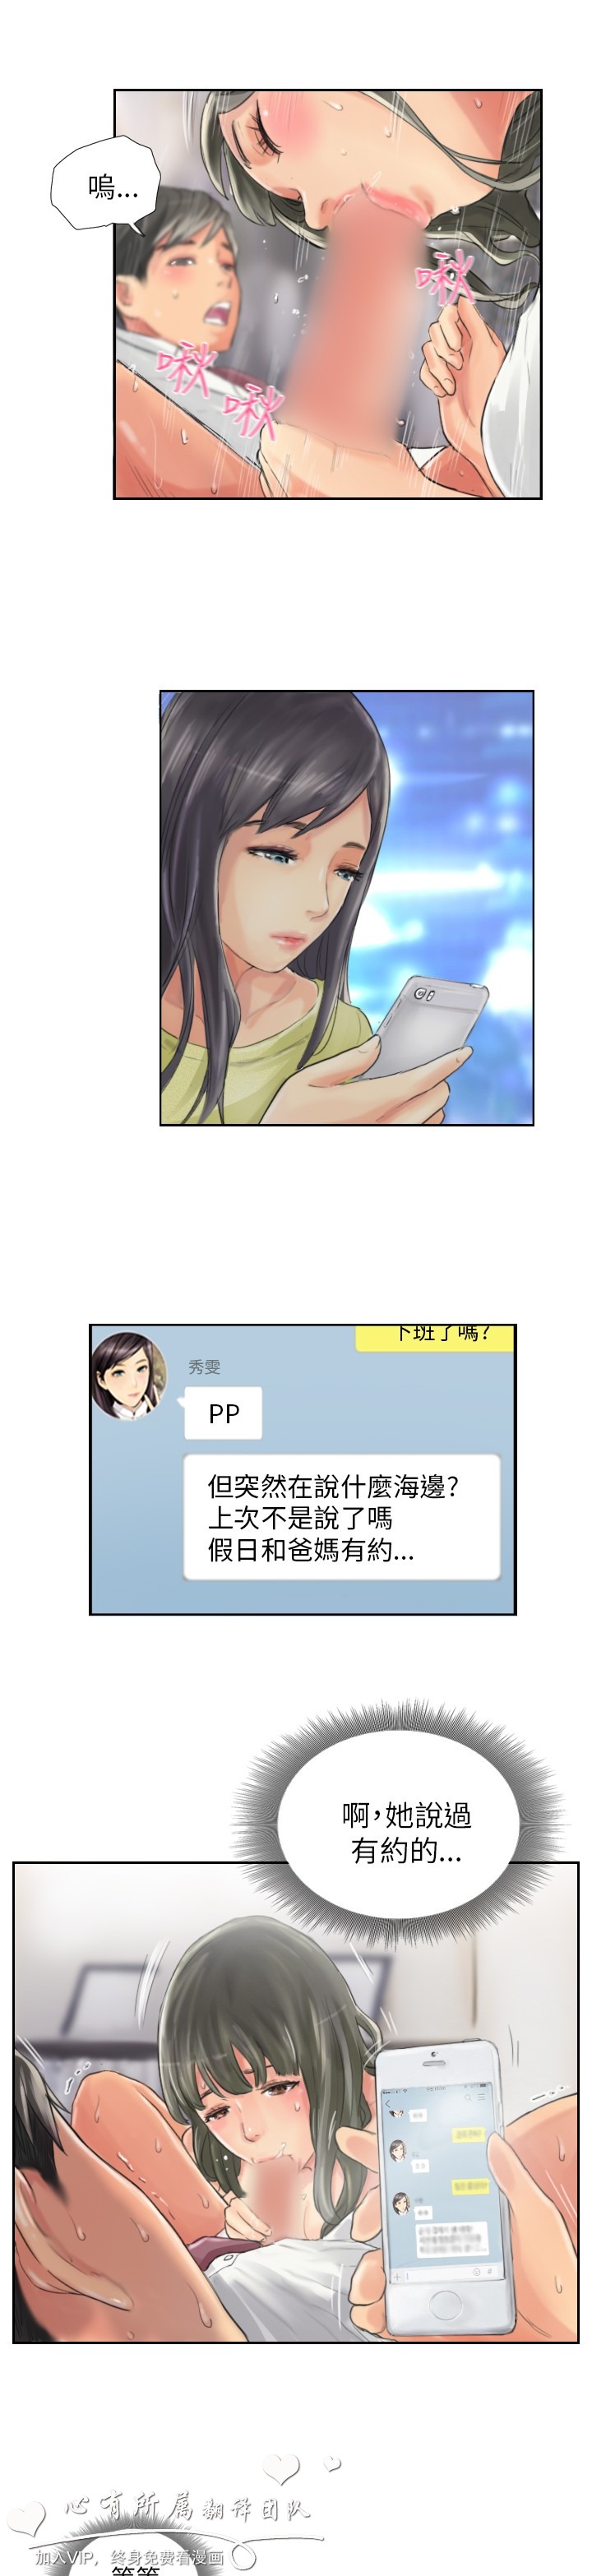 嗚…
啾
啾
啾
下班了嗎?
秀雯
PP
但突然在說什麼海邊?
上次不是說了嗎
假日和爸媽有約…
啊,她說過
有約的…
心有所属翻译团队
加入VIP，终身免费看漫画